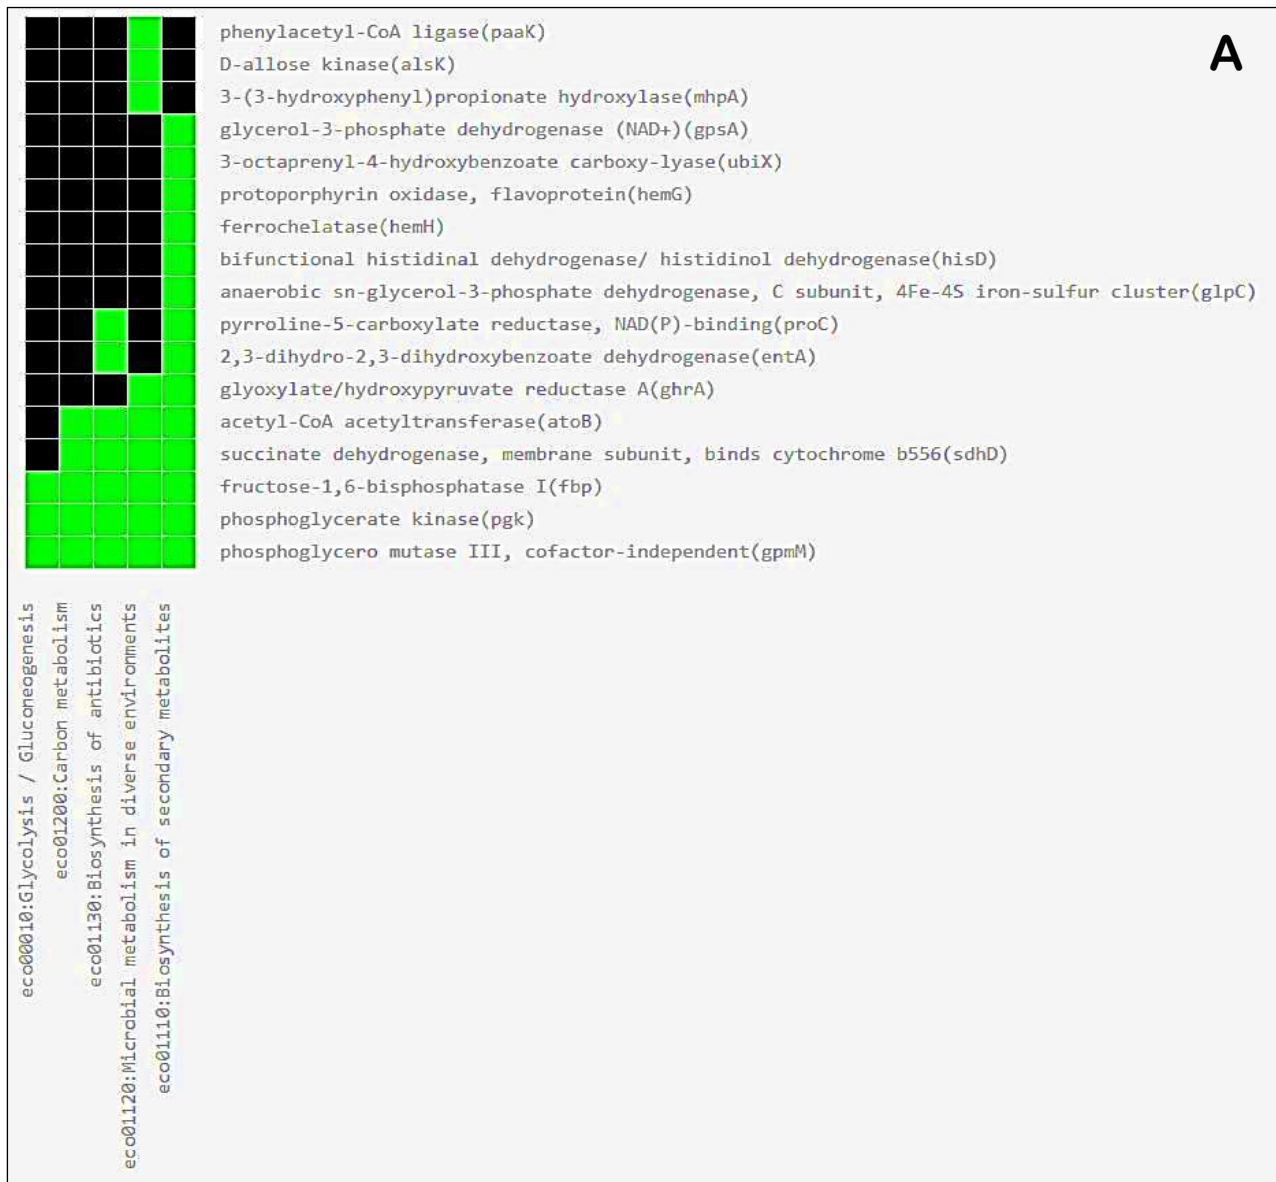 A
phenylacetyl-CoA ligase(paaK)
D-allose kinase(alsK)
3-(3-hydroxyphenyl)propionate hydroxylase(mhpA)
glycerol-3-phosphate dehydrogenase (NAD+)(gpsA)
3-octaprenyl-4-hydroxybenzoate carboxy-lyase(ubiX)
protoporphyrin oxidase, flavoprotein(hemG)
ferrochelatase(hemH)
bifunctional histidinal dehydrogenase/ histidinol dehydrogenase(hisD)
anaerobic sn-glycerol-3-phosphate dehydrogenase, C subunit, 4Fe-4S iron-sulfur cluster(glpC)
pyrroline-5-carboxylate reductase, NAD(P)-binding(proC)
2,3-dihydro-2,3-dihydroxybenzoate dehydrogenase(entA)
glyoxylate/hydroxypyruvate reductase A(ghrA)
acetyl-CoA acetyltransferase(atoB)
succinate dehydrogenase, membrane subunit, binds cytochrome b556(sdhD)
fructose-1,6-bisphosphatase I(fbp)
phosphoglycerate kinase(pgk)
phosphoglycero mutase III, cofactor-independent(gpmM)
eco00010:Glycolysis / Gluconeogenesis
eco01200:Carbon metabolism
eco01130:Biosynthesis of antibiotics
eco01120:Microbial metabolism in diverse environments
eco01110:Biosynthesis of secondary metabolites